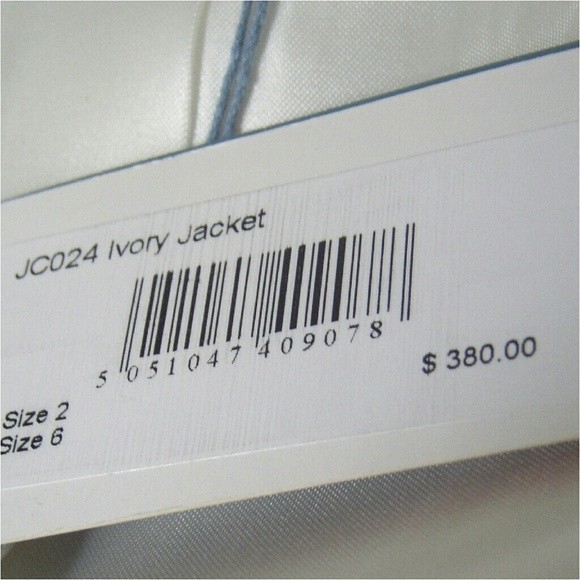 JC024 Ivory Jacket
5 051047 409078
$ 380.00
Size 2
Size 6